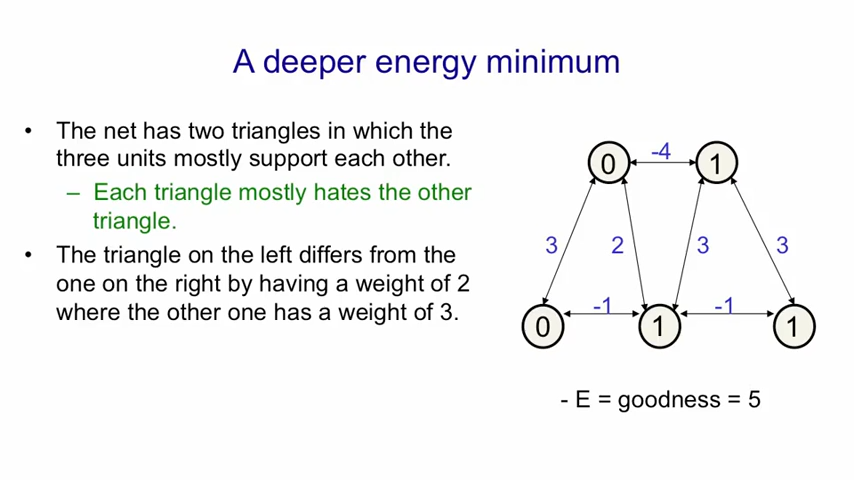 A deeper energy minimum
• The net has two triangles in which the
three units mostly support each other.
– Each triangle mostly hates the other
triangle.
• The triangle on the left differs from the
one on the right by having a weight of 2
where the other one has a weight of 3.
0 -4 1
3 2 3 3
-1 -1
0 1 1
- E = goodness = 5